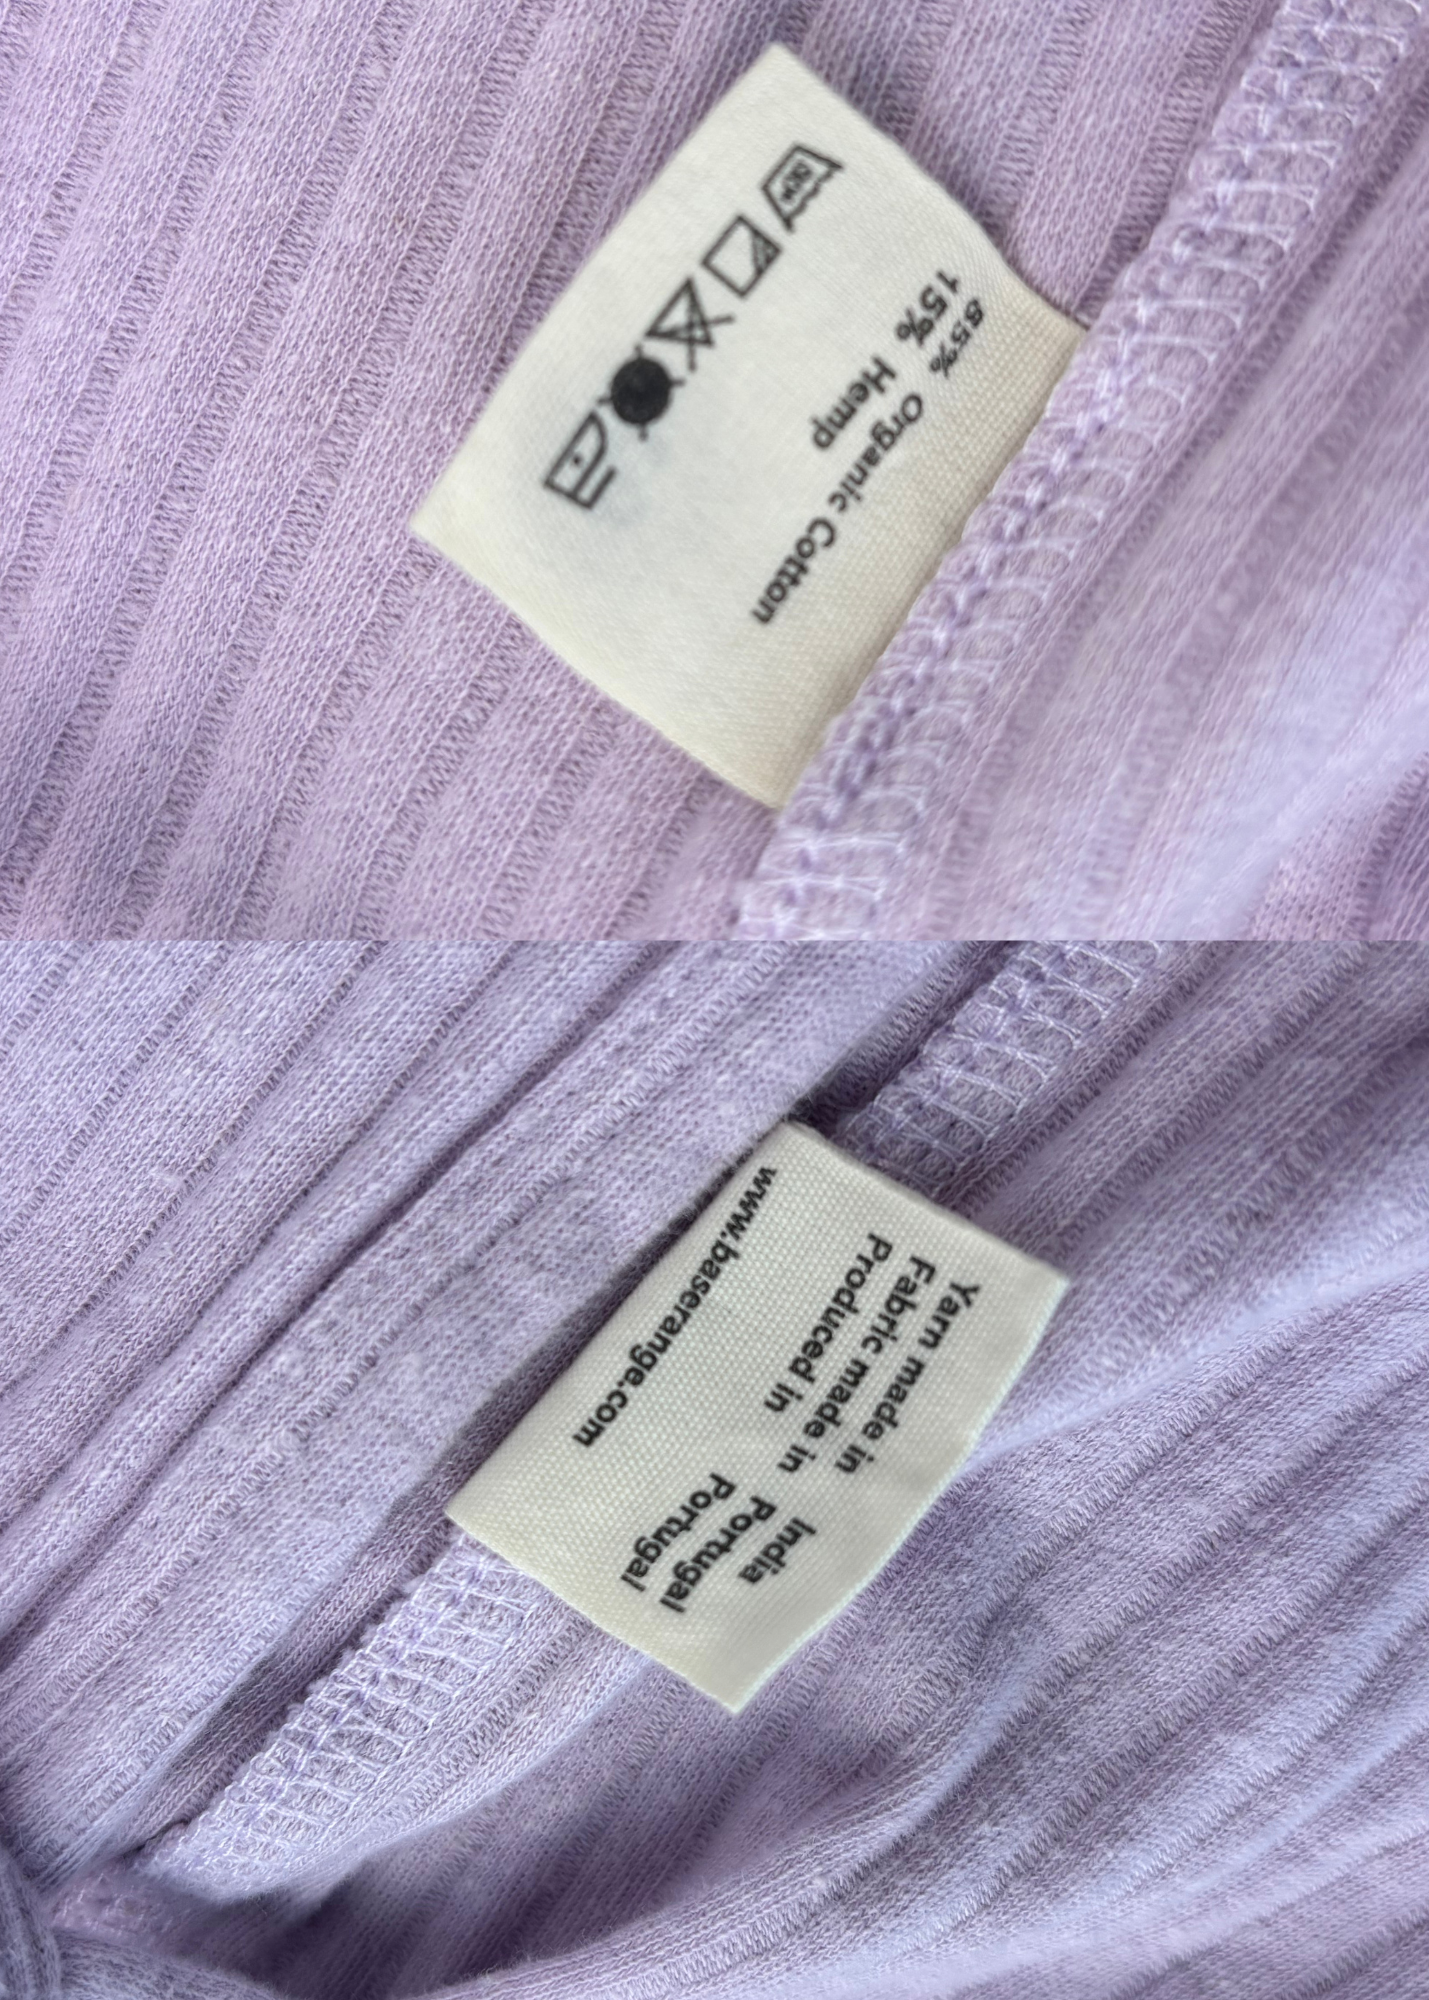 85% Organic Cotton
15% Hemp
30°
Yarn made in India
Fabric made in Portugal
Produced in Portugal
www.baserange.com